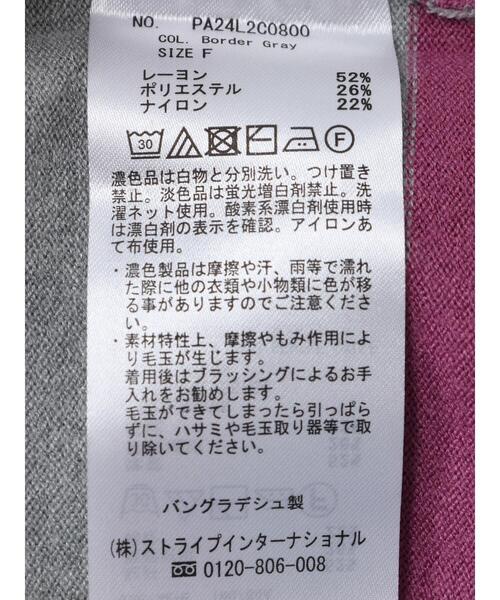 NO. PA24L2C0800
COL. Border Gray
SIZE F
レーヨン 52%
ポリエステル 26%
ナイロン 22%
30 F
濃色品は白物と分別洗い。つけ置き
禁止。淡色品は蛍光増白剤禁止。洗
濯ネット使用。酸素系漂白剤使用時
は漂白剤の表示を確認。アイロンあ
て布使用。
・濃色製品は摩擦や汗、雨等で濡れ
た際に他の衣類や小物類に色が移
る事がありますのでご注意くださ
い。
・素材特性上、摩擦やもみ作用によ
り毛玉が生じます。
着用後はブラッシングによるお手
入れをお勧めします。
毛玉ができてしまったら引っぱら
ずに、ハサミや毛玉取り器等で取
り除いてください。
バングラデシュ製
(株)ストライプインターナショナル
0120-806-008